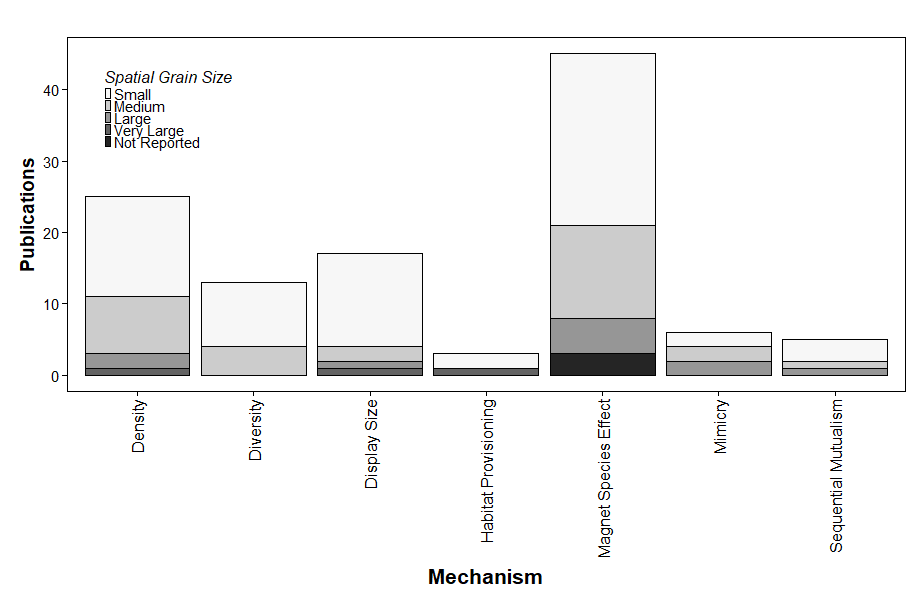 Spatial Grain Size
Small
Medium
Large
Very Large
Not Reported
40
30
20
10
0
Publications
Density
Diversity
Display Size
Habitat Provisioning
Magnet Species Effect
Mimicry
Sequential Mutualism
Mechanism